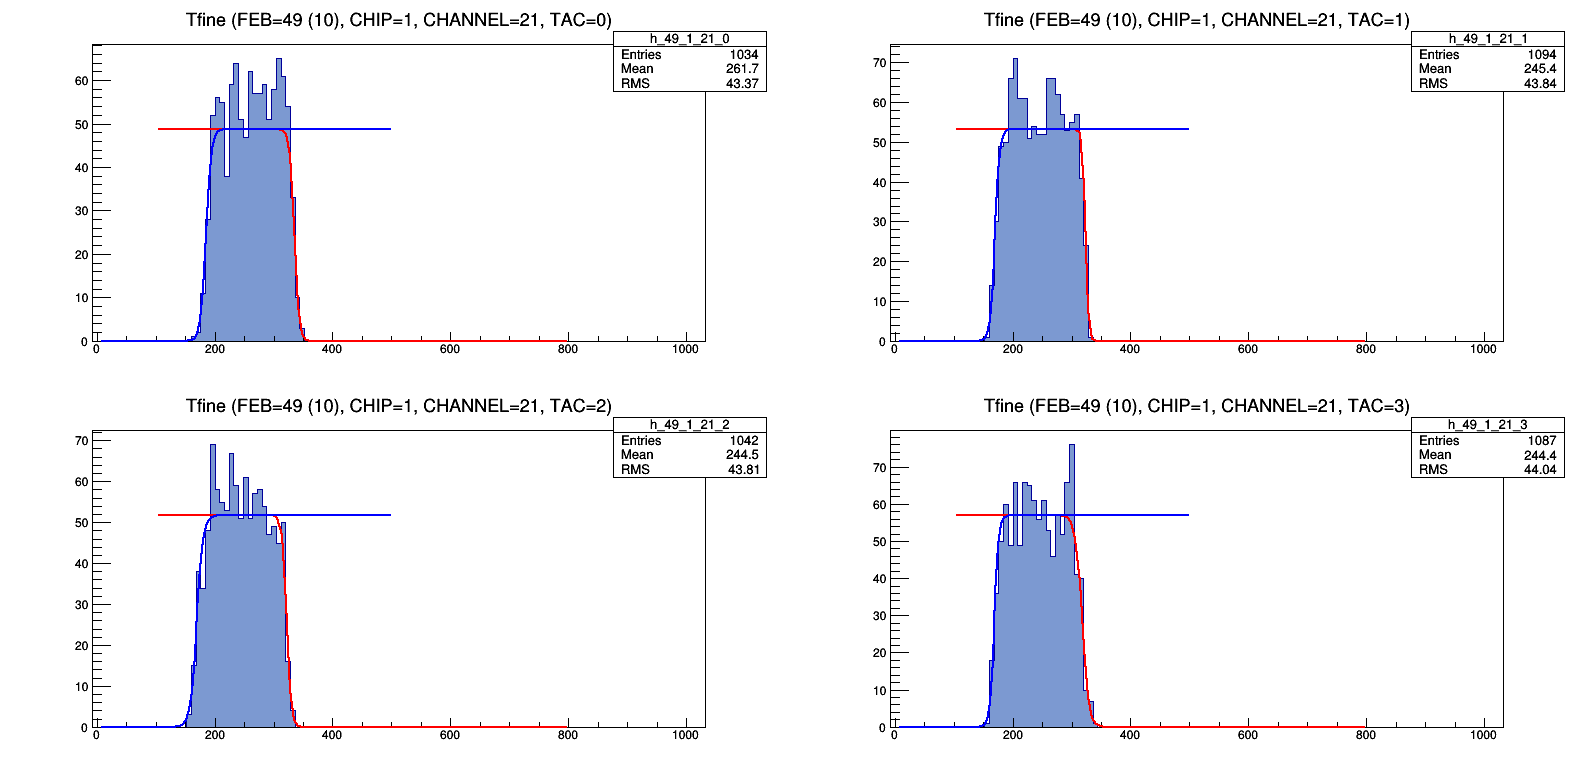 Tfine (FEB=49 (10), CHIP=1, CHANNEL=21, TAC=0)
h_49_1_21_0
Entries 1034
Mean 261.7
RMS 43.37
60
50
40
30
20
10
0
0 200 400 600 800 1000
Tfine (FEB=49 (10), CHIP=1, CHANNEL=21, TAC=1)
h_49_1_21_1
Entries 1094
Mean 245.4
RMS 43.84
70
60
50
40
30
20
10
0
0 200 400 600 800 1000
Tfine (FEB=49 (10), CHIP=1, CHANNEL=21, TAC=2)
h_49_1_21_2
Entries 1042
Mean 244.5
RMS 43.81
70
60
50
40
30
20
10
0
0 200 400 600 800 1000
Tfine (FEB=49 (10), CHIP=1, CHANNEL=21, TAC=3)
h_49_1_21_3
Entries 1087
Mean 244.4
RMS 44.04
70
60
50
40
30
20
10
0
0 200 400 600 800 1000